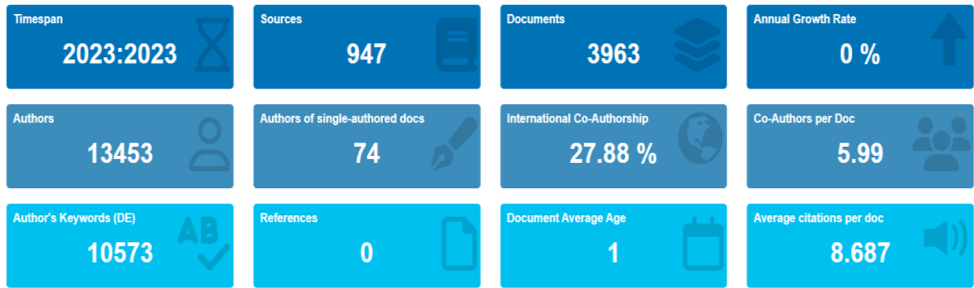 Timespan
2023:2023
Sources
947
Documents
3963
Annual Growth Rate
0 %
Authors
13453
Authors of single-authored docs
74
International Co-Authorship
27.88 %
Co-Authors per Doc
5.99
Author's Keywords (DE)
10573
AB
References
0
Document Average Age
1
Average citations per doc
8.687